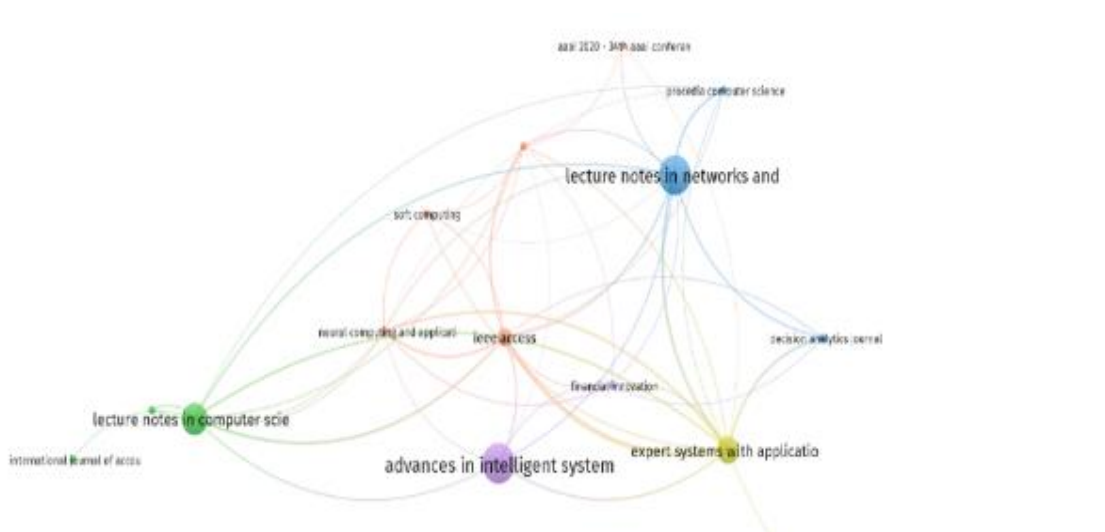 aaai 2020 - 34th aaai conferen
procedia computer science
lecture notes in networks and
soft computing
neural computing and applicati
ieee access
decision analytics journal
financial innovation
lecture notes in computer scie
expert systems with applicatio
international journal of accou
advances in intelligent system